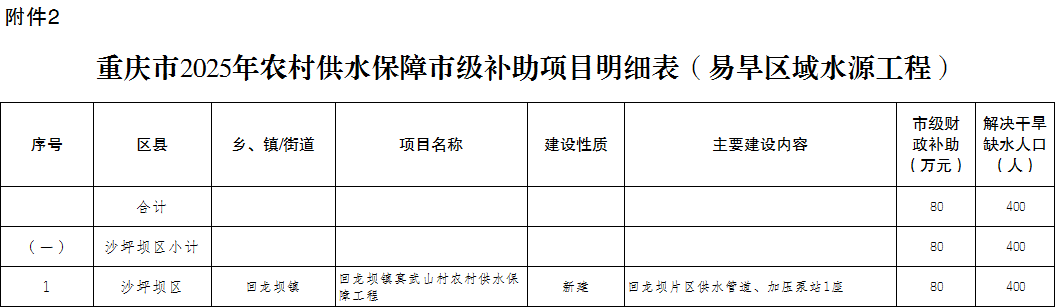 附件2
重庆市2025年农村供水保障市级补助项目明细表（易旱区域水源工程）
序号 区县 乡、镇/街道 项目名称 建设性质 主要建设内容 市级财政补助（万元） 解决干旱缺水人口（人）
合计 80 400
（一） 沙坪坝区小计 80 400
1 沙坪坝区 回龙坝镇 回龙坝镇宾武山村农村供水保障工程 新建 回龙坝片区供水管道、加压泵站1座 80 400